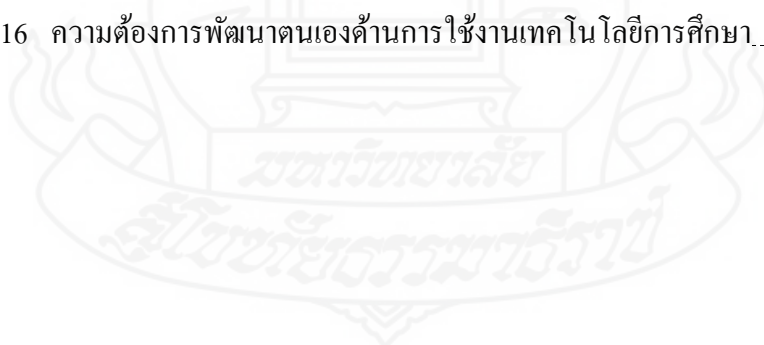 16 ความต้องการพัฒนาตนเองด้านการใช้งานเทคโนโลยีการศึกษา
มหาวิทยาลัย
สุโขทัยธรรมาธิราช